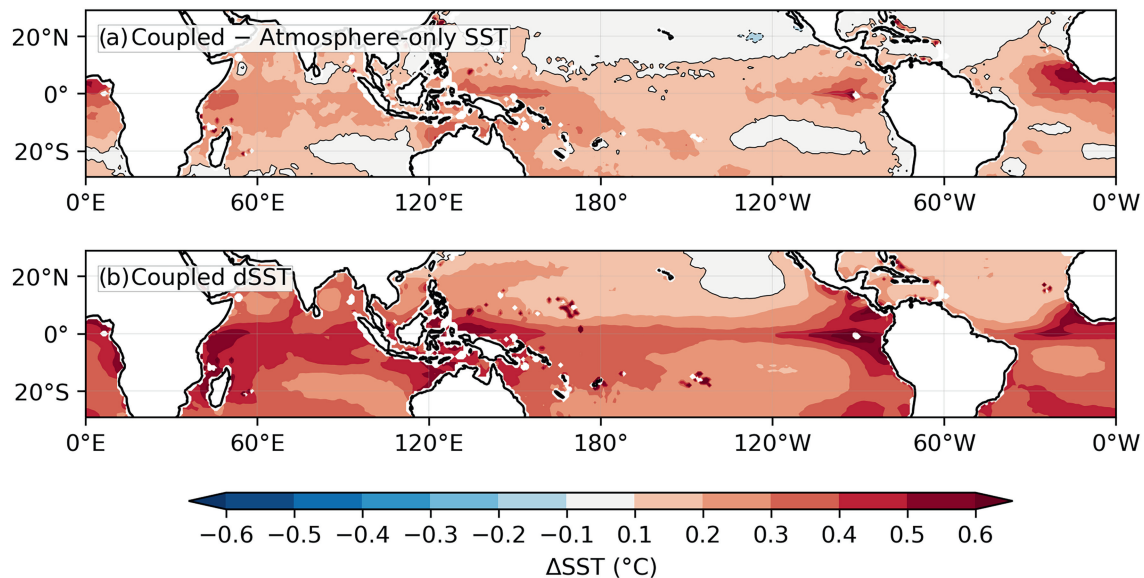 (a) Coupled − Atmosphere-only SST
20°N
0°
20°S
0°E 60°E 120°E 180° 120°W 60°W 0°W
(b) Coupled dSST
20°N
0°
20°S
0°E 60°E 120°E 180° 120°W 60°W 0°W
−0.6 −0.5 −0.4 −0.3 −0.2 −0.1 0.1 0.2 0.3 0.4 0.5 0.6
ΔSST (°C)